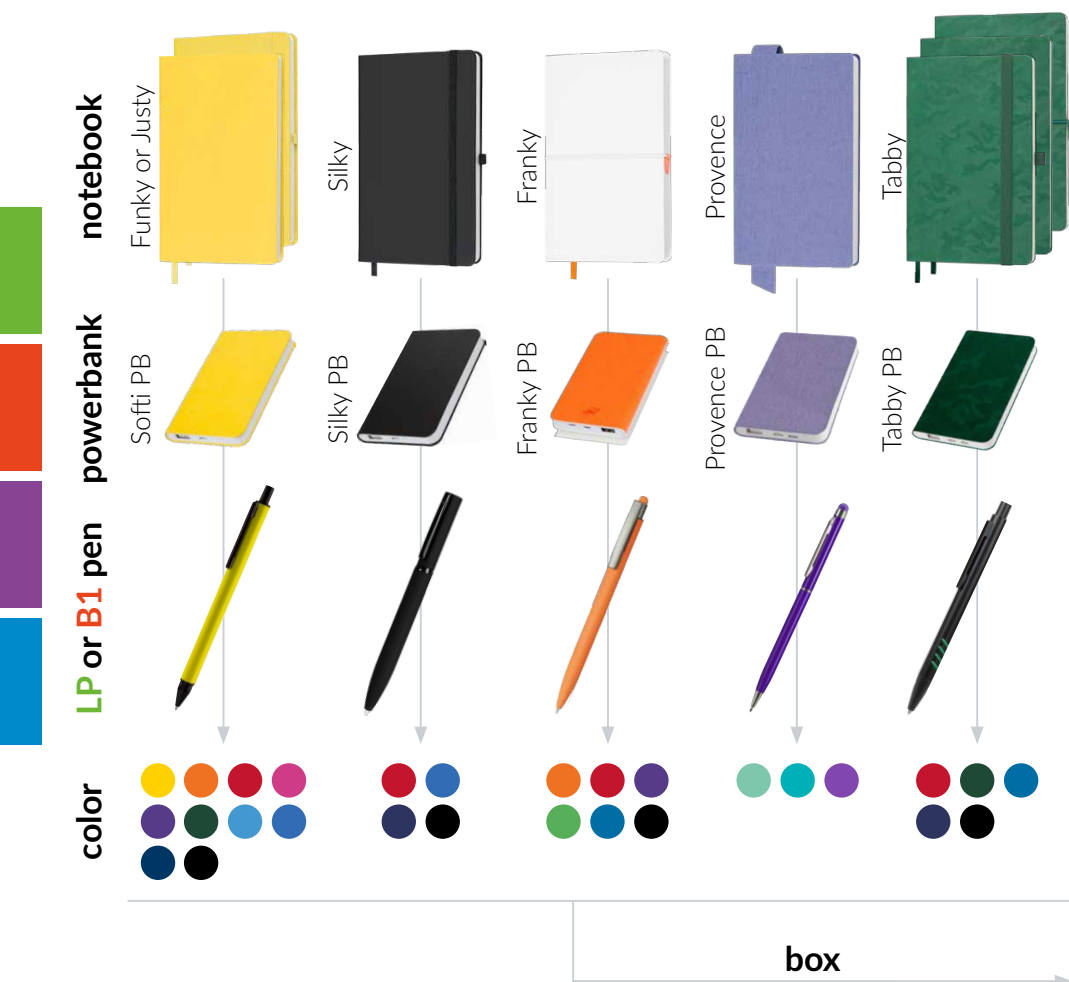 notebook
Funky or Justy
Silky
Franky
Provence
Tabby
powerbank
Softi PB
Silky PB
Franky PB
Provence PB
Tabby PB
LP or B1 pen
color
box